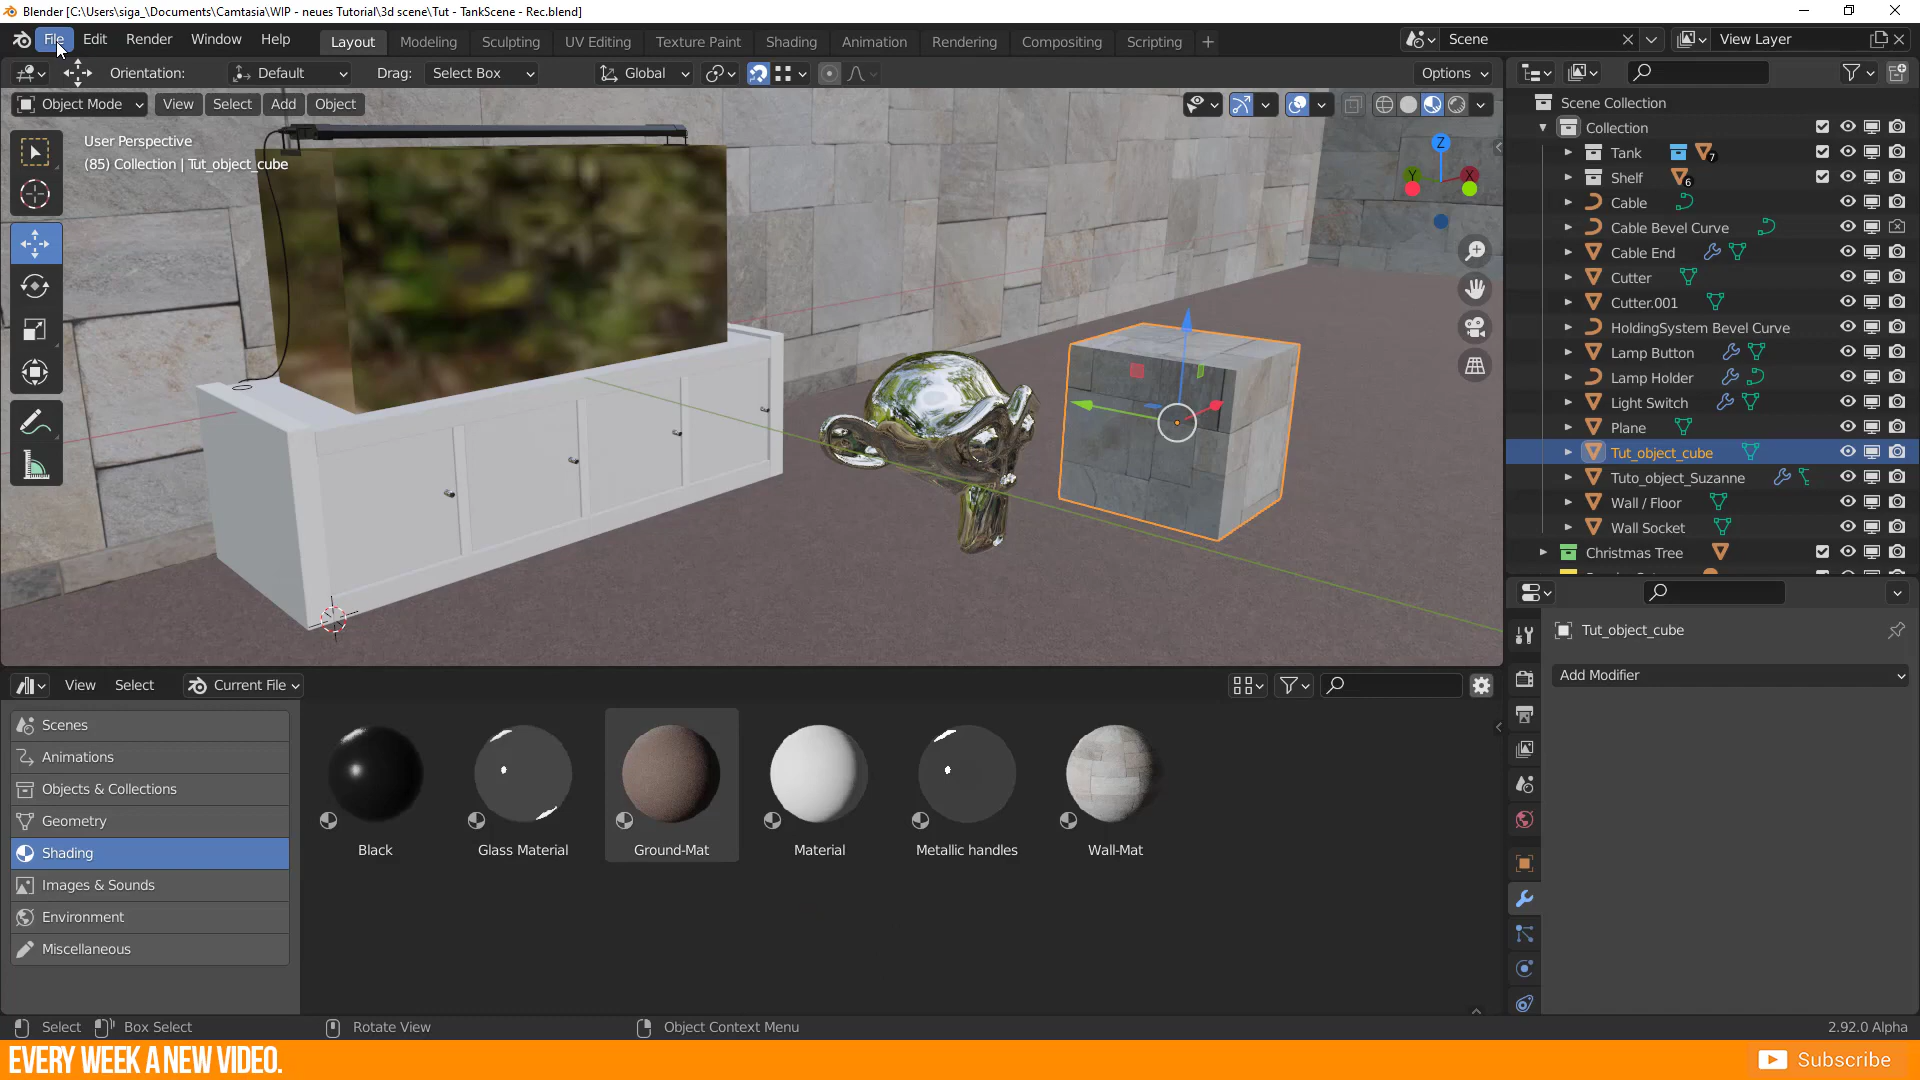 Blender [C:\Users\siga_\Documents\Camtasia\WIP - neues Tutorial\3d scene\Tut - TankScene - Rec.blend]
File Edit Render Window Help Layout Modeling Sculpting UV Editing Texture Paint Shading Animation Rendering Compositing Scripting + Scene View Layer
Orientation: Default Drag: Select Box Global Options
Object Mode View Select Add Object
User Perspective
(85) Collection | Tut_object_cube
Z
Y
X
Scene Collection
Collection
Tank 7
Shelf 6
Cable
Cable Bevel Curve
Cable End
Cutter
Cutter.001
HoldingSystem Bevel Curve
Lamp Button
Lamp Holder
Light Switch
Plane
Tut_object_cube
Tuto_object_Suzanne
Wall / Floor
Wall Socket
Christmas Tree
Tut_object_cube
Add Modifier
View Select Current File
Scenes
Animations
Objects & Collections
Geometry
Shading
Images & Sounds
Environment
Miscellaneous
Black Glass Material Ground-Mat Material Metallic handles Wall-Mat
Select Box Select Rotate View Object Context Menu 2.92.0 Alpha
EVERY WEEK A NEW VIDEO. Subscribe